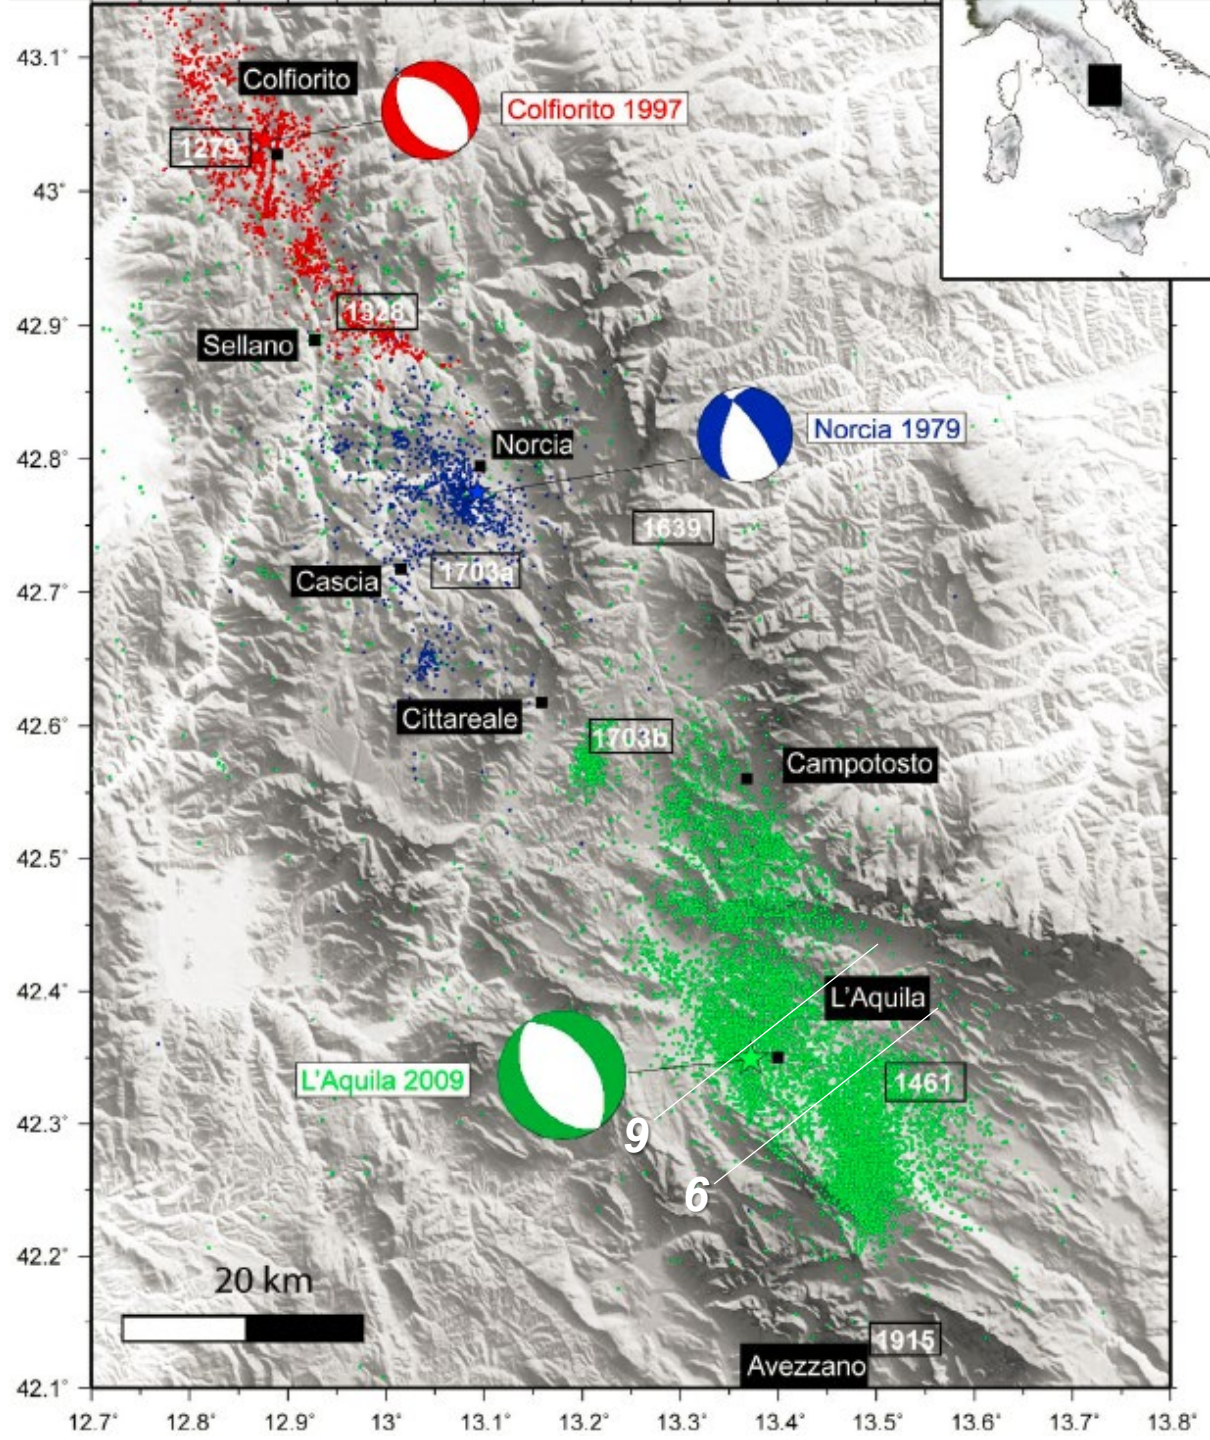 43.1°
Colfiorito
Colfiorito 1997
1279
43°
1328
42.9°
Sellano
Norcia 1979
Norcia
42.8°
1639
1703a
Cascia
42.7°
Cittareale
42.6°
1703b
Campotosto
42.5°
42.4°
L'Aquila
L'Aquila 2009
1461
9
42.3°
6
42.2°
20 km
1915
Avezzano
42.1°
12.7° 12.8° 12.9° 13° 13.1° 13.2° 13.3° 13.4° 13.5° 13.6° 13.7° 13.8°